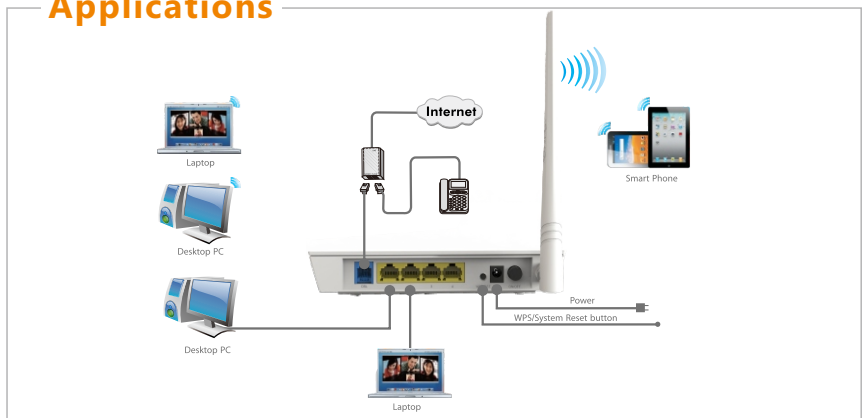 Applications
Internet
Laptop
Smart Phone
Desktop PC
Power
WPS/System Reset button
Desktop PC
Laptop